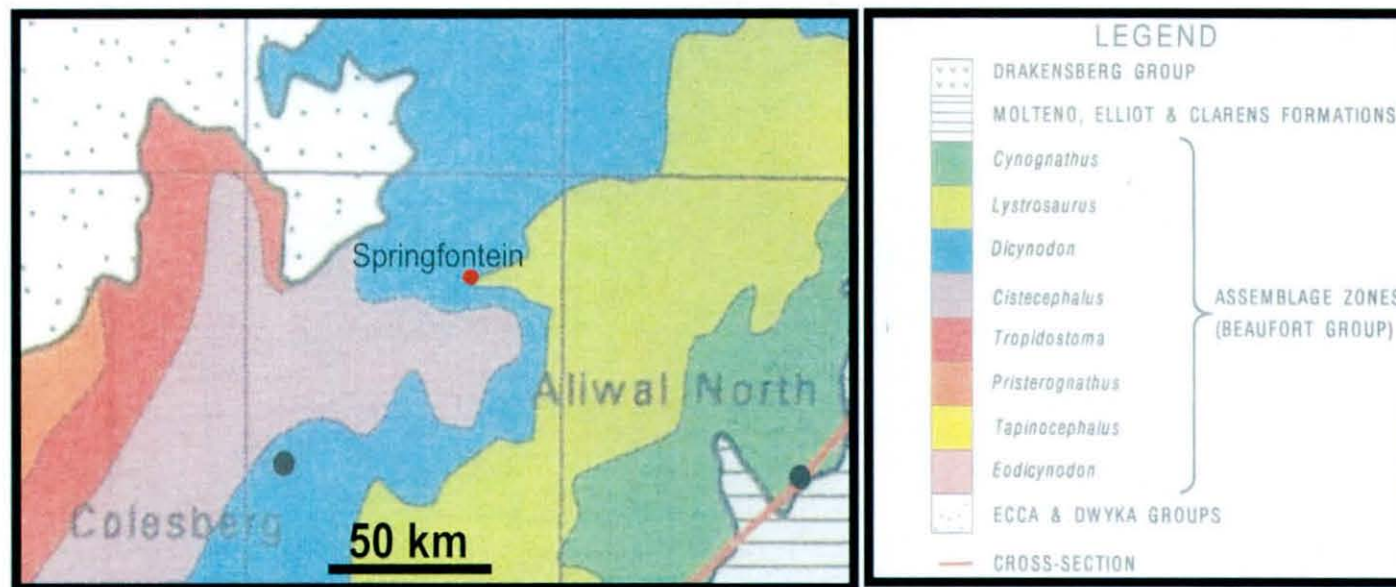 Springfontein
Aliwal North
Colesberg
50 km
LEGEND
DRAKENSBERG GROUP
MOLTENO, ELLIOT & CLARENS FORMATIONS
Cynognathus
Lystrosaurus
Dicynodon
Cistecephalus
ASSEMBLAGE ZONES
Tropidostoma
(BEAUFORT GROUP)
Pristerognathus
Tapinocephalus
Eodicynodon
ECCA & DWYKA GROUPS
CROSS-SECTION